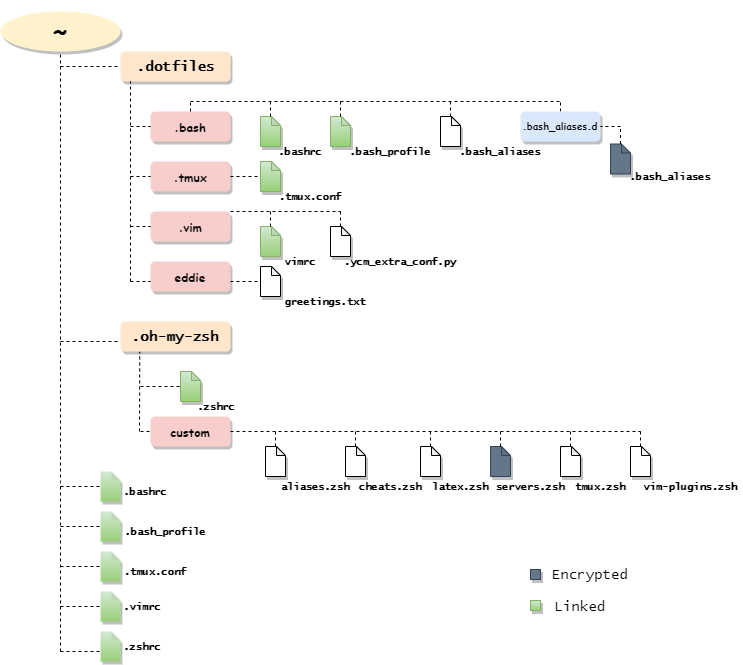 ~
.dotfiles
.bash
.bash_aliases.d
.bashrc
.bash_profile
.bash_aliases
.bash_aliases
.tmux
.tmux.conf
.vim
vimrc
.ycm_extra_conf.py
eddie
greetings.txt
.oh-my-zsh
.zshrc
custom
aliases.zsh cheats.zsh latex.zsh servers.zsh tmux.zsh vim-plugins.zsh
.bashrc
.bash_profile
.tmux.conf
.vimrc
.zshrc
Encrypted
Linked